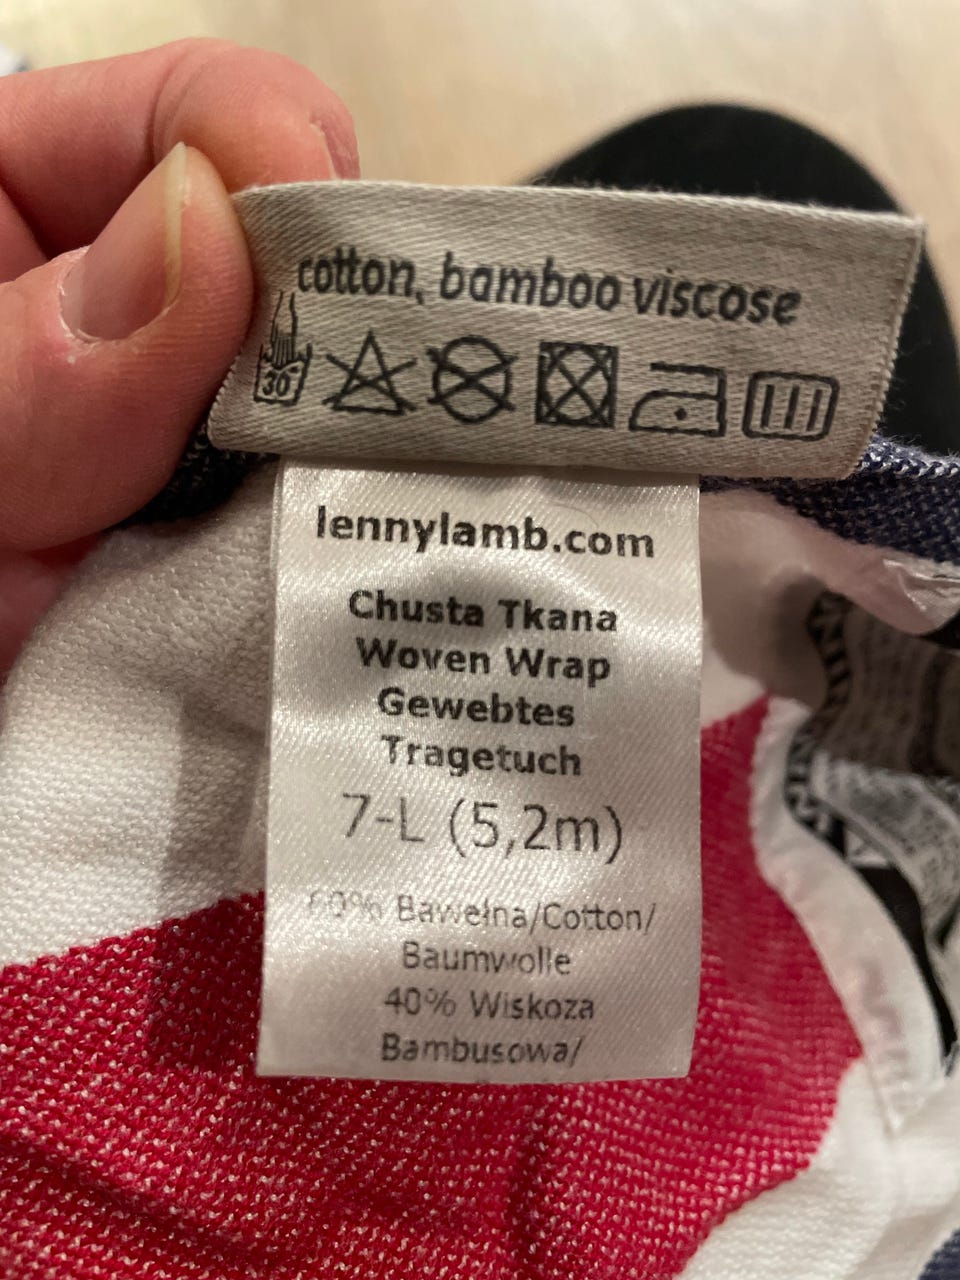 cotton, bamboo viscose
30°
lennylamb.com
Chusta Tkana
Woven Wrap
Gewebtes
Tragetuch
7-L (5,2m)
60% Bawełna/Cotton/
Baumwolle
40% Wiskoza
Bambusowa/